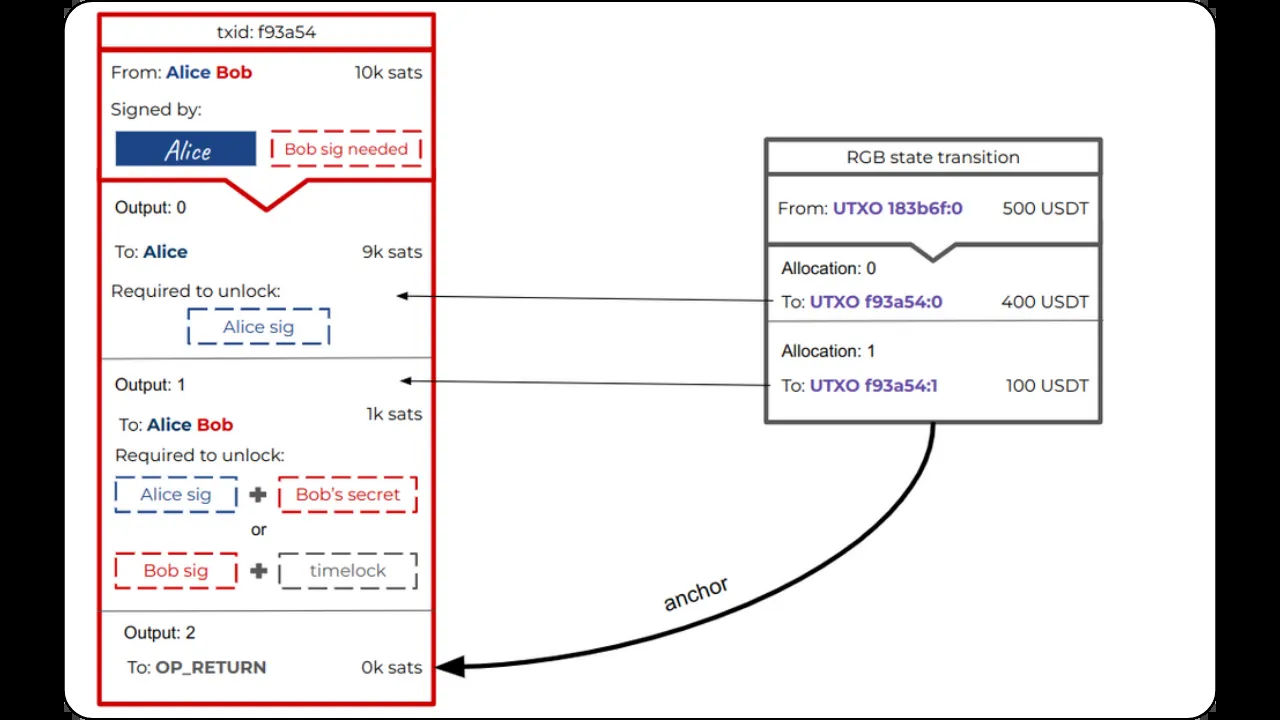 txid: f93a54
From: Alice Bob 10k sats
Signed by:
Alice Bob sig needed
Output: 0
To: Alice 9k sats
Required to unlock:
Alice sig
Output: 1
1k sats
To: Alice Bob
Required to unlock:
Alice sig + Bob's secret
or
Bob sig + timelock
Output: 2
To: OP_RETURN 0k sats
RGB state transition
From: UTXO 183b6f:0 500 USDT
Allocation: 0
To: UTXO f93a54:0 400 USDT
Allocation: 1
To: UTXO f93a54:1 100 USDT
anchor